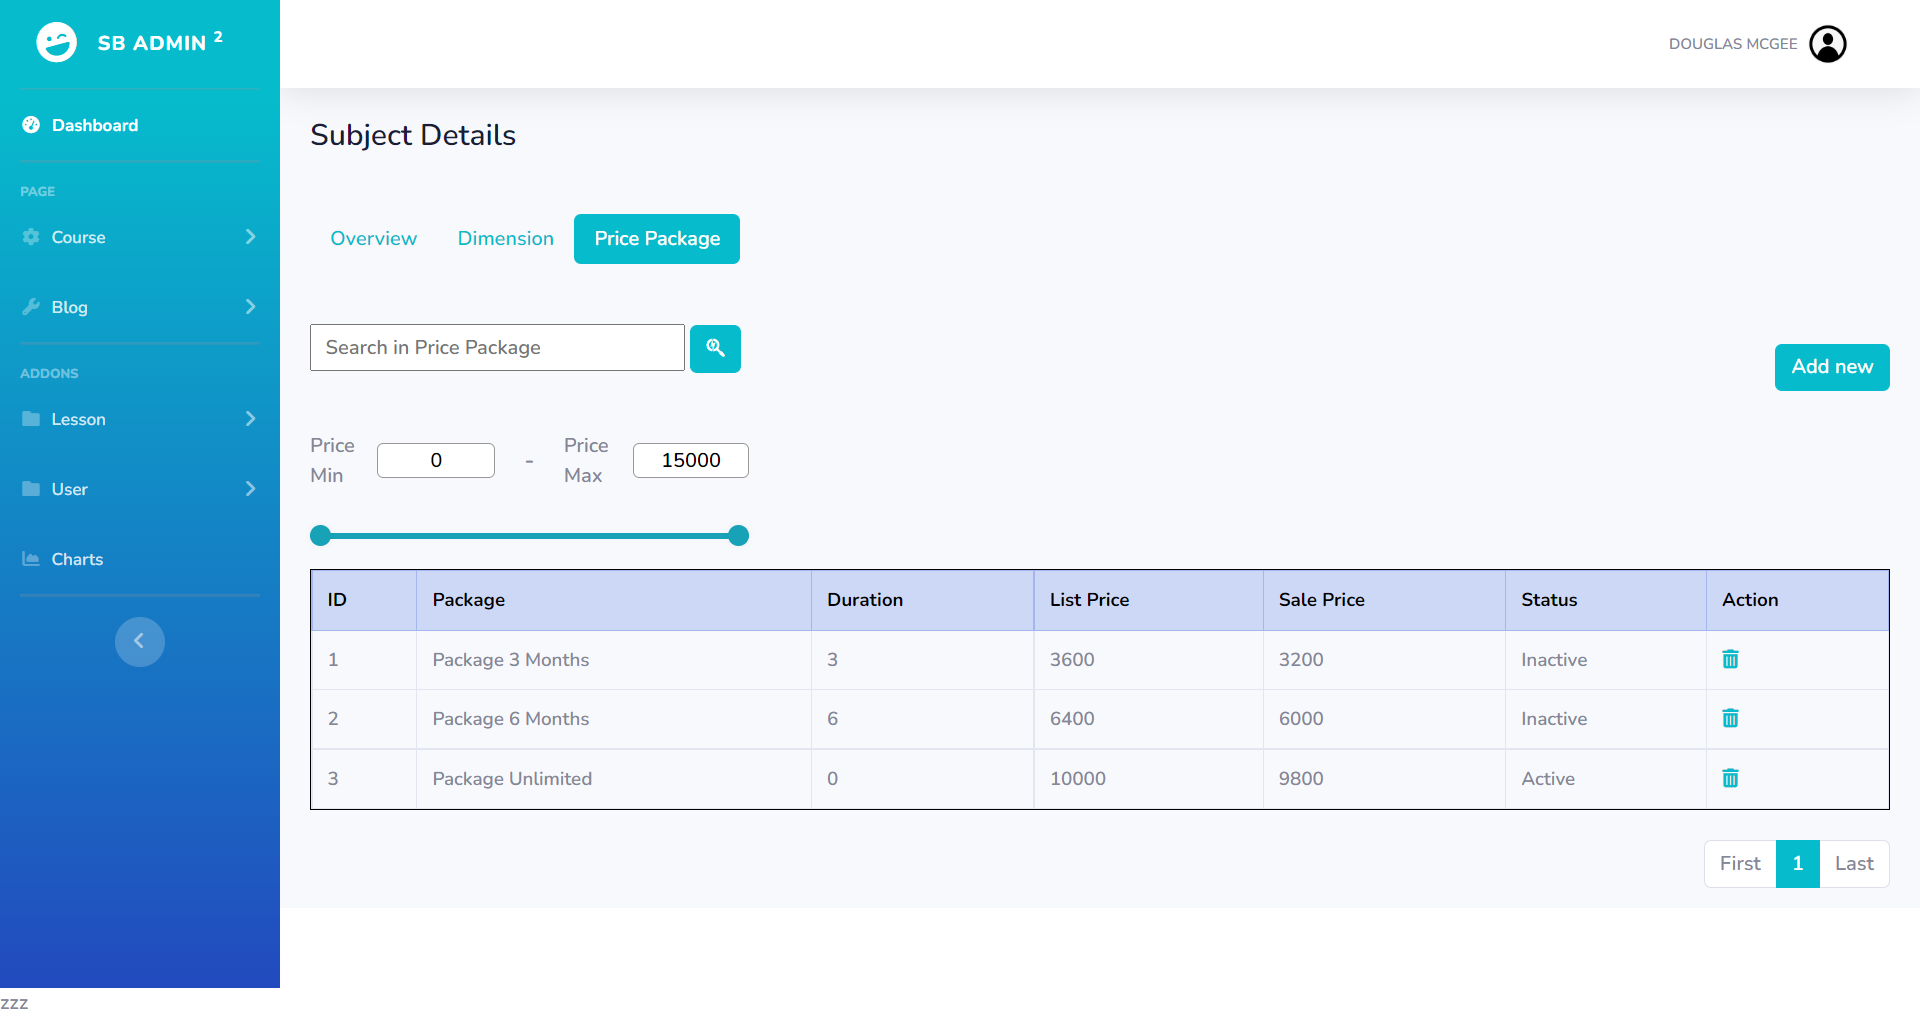 SB ADMIN 2
DOUGLAS MCGEE
Dashboard
PAGE
Course
Blog
ADDONS
Lesson
User
Charts
Subject Details
Overview Dimension Price Package
Search in Price Package
Add new
Price Min 0 - Price Max 15000
ID Package Duration List Price Sale Price Status Action
1 Package 3 Months 3 3600 3200 Inactive
2 Package 6 Months 6 6400 6000 Inactive
3 Package Unlimited 0 10000 9800 Active
First 1 Last
zzz